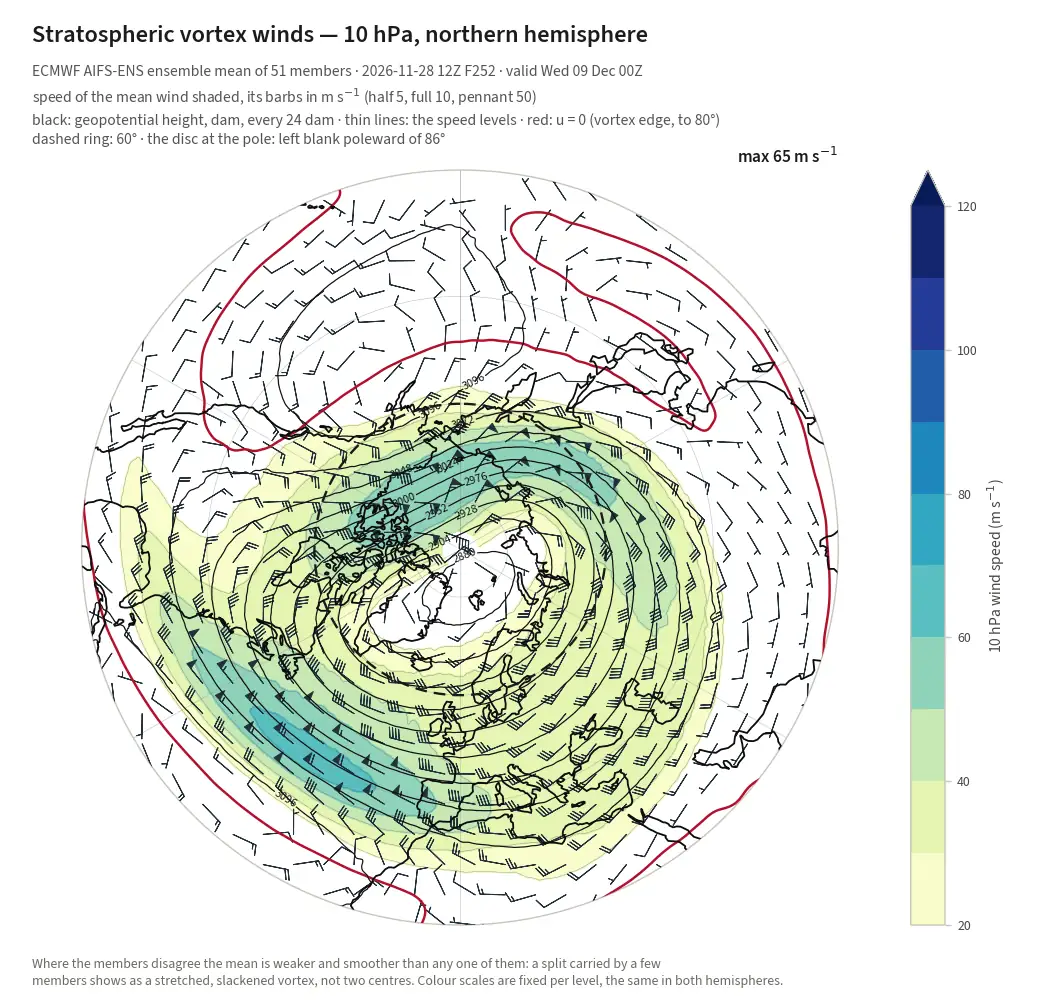 Stratospheric vortex winds — 10 hPa, northern hemisphere
ECMWF AIFS-ENS ensemble mean of 51 members · 2026-11-28 12Z F252 · valid Wed 09 Dec 00Z
speed of the mean wind shaded, its barbs in m s⁻¹ (half 5, full 10, pennant 50)
black: geopotential height, dam, every 24 dam · thin lines: the speed levels · red: u = 0 (vortex edge, to 80°)
dashed ring: 60° · the disc at the pole: left blank poleward of 86°
max 65 m s⁻¹
120
100
80
60
40
20
10 hPa wind speed (m s⁻¹)
3096
3024
2976
3048
3000
2952
2928
2904
2880
3096
Where the members disagree the mean is weaker and smoother than any one of them: a split carried by a few
members shows as a stretched, slackened vortex, not two centres. Colour scales are fixed per level, the same in both hemispheres.